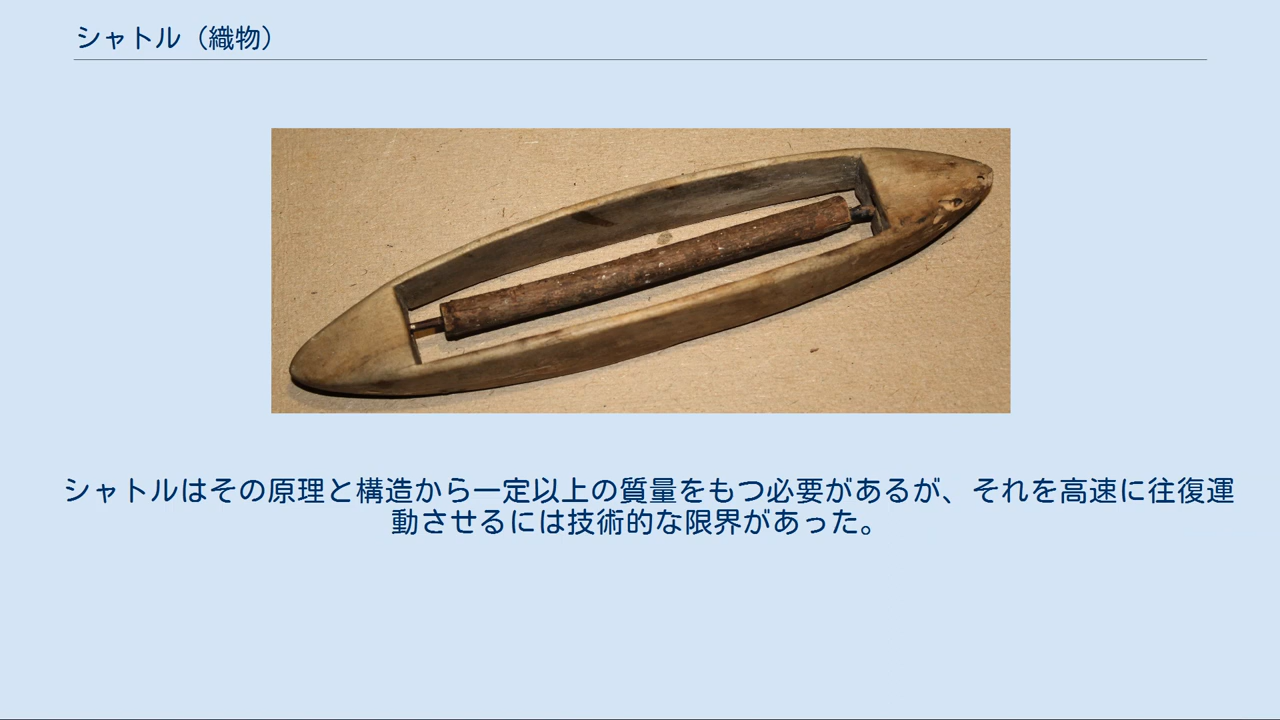 シャトル（織物）
シャトルはその原理と構造から一定以上の質量をもつ必要があるが、それを高速に往復運
動させるには技術的な限界があった。